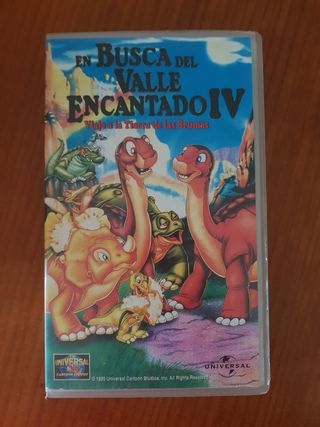 EN BUSCA DEL
VALLE
ENCANTADO IV
Viaje a la Tierra de las Brumas
UNIVERSAL
UNIVERSAL
© 1995 Universal Cartoon Studios, Inc. All Rights Reserved